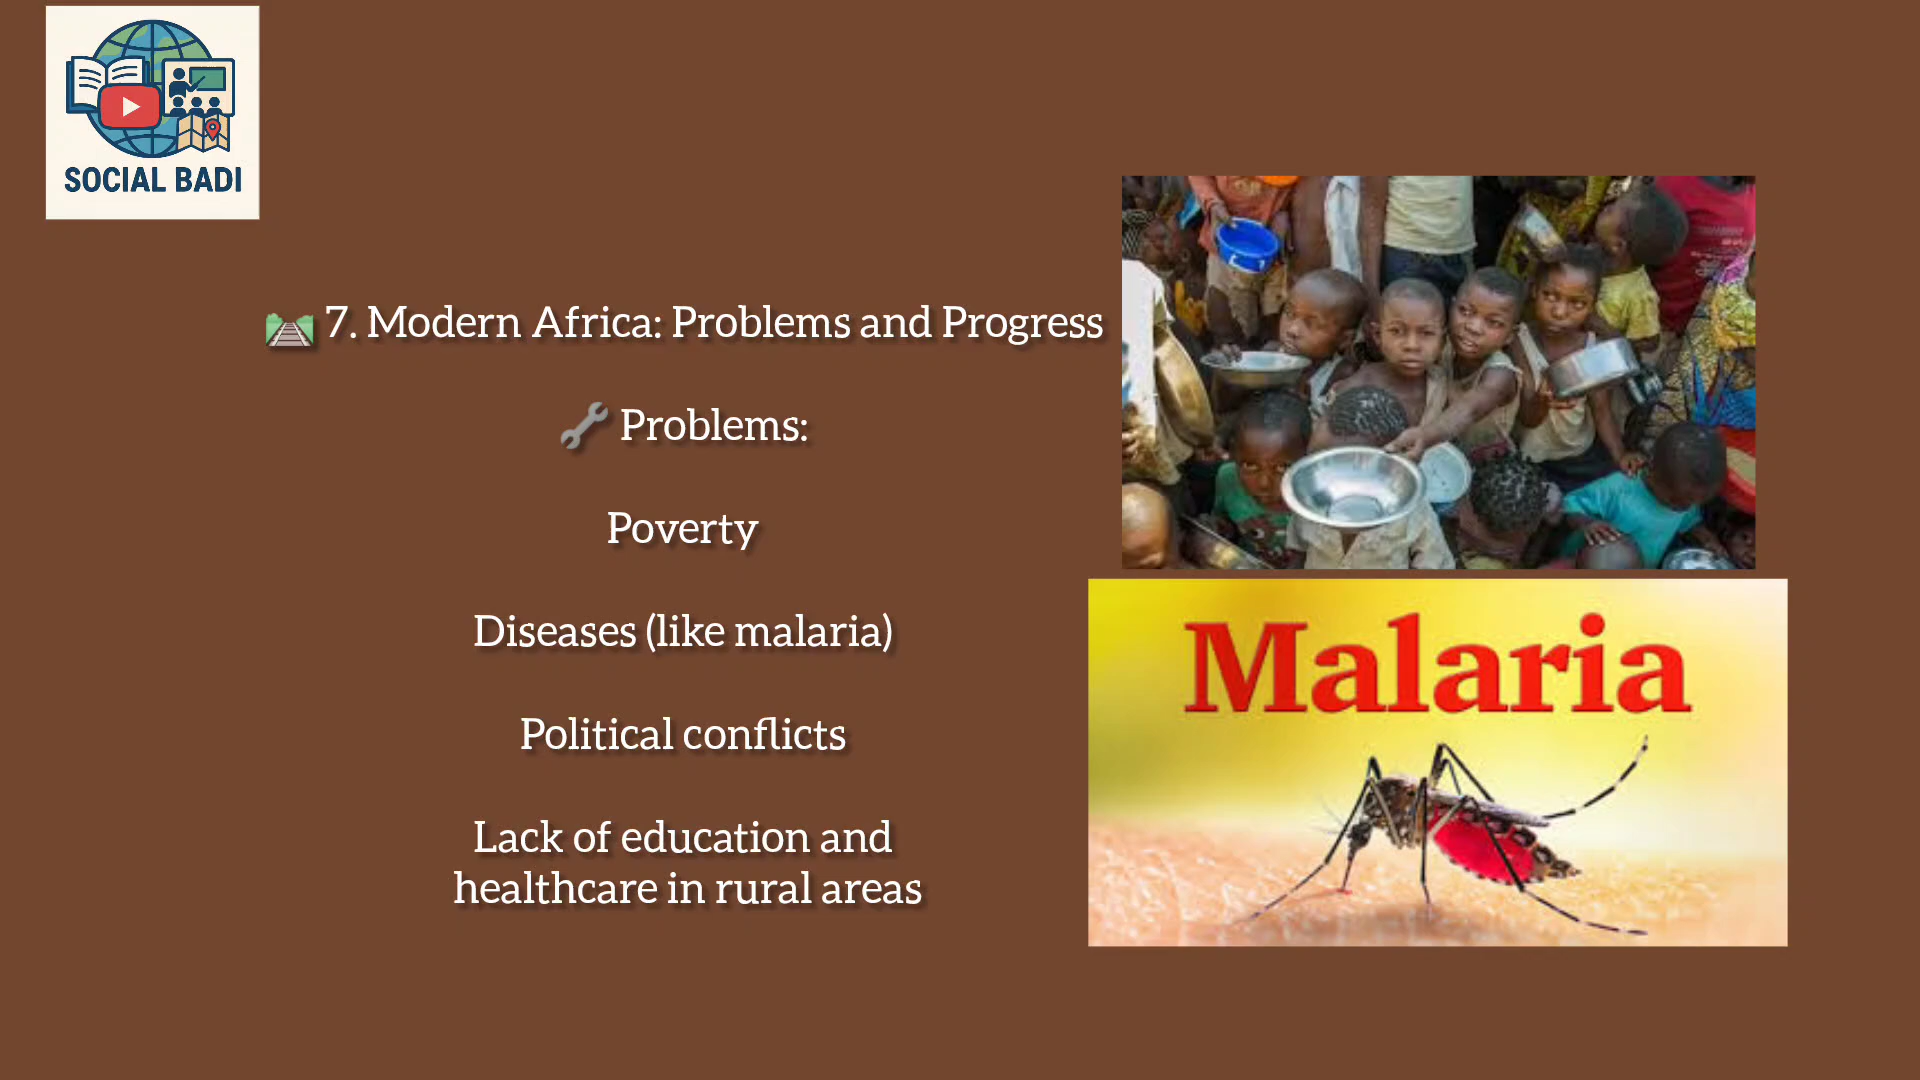 SOCIAL BADI
🛤️ 7. Modern Africa: Problems and Progress
🔧 Problems:
Poverty
Diseases (like malaria)
Political conflicts
Lack of education and
healthcare in rural areas
Malaria